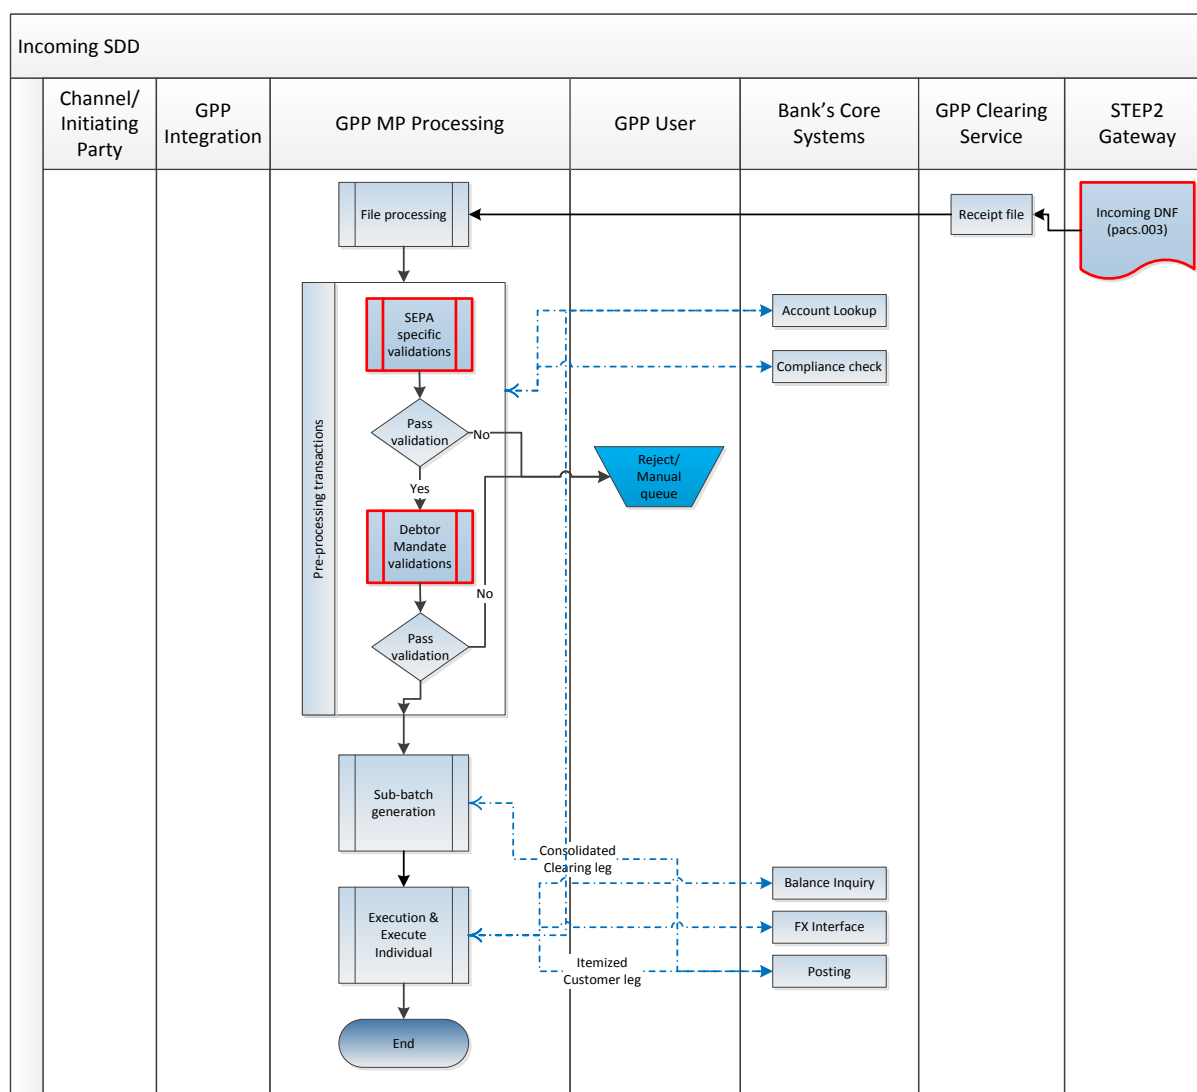 Incoming SDD
Channel/
Initiating
Party
GPP
Integration
GPP MP Processing
GPP User
Bank's Core
Systems
GPP Clearing
Service
STEP2
Gateway
File processing
Receipt file
Incoming DNF
(pacs.003)
Pre-processing transactions
SEPA
specific
validations
Account Lookup
Compliance check
Pass
validation
No
Reject/
Manual
queue
Yes
Debtor
Mandate
validations
No
Pass
validation
Sub-batch
generation
Consolidated
Clearing leg
Balance Inquiry
Execution &
Execute
Individual
FX Interface
Itemized
Customer leg
Posting
End